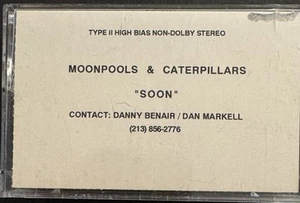 TYPE II HIGH BIAS NON-DOLBY STEREO
MOONPOOLS & CATERPILLARS
"SOON"
CONTACT: DANNY BENAIR / DAN MARKELL
(213) 856-2776